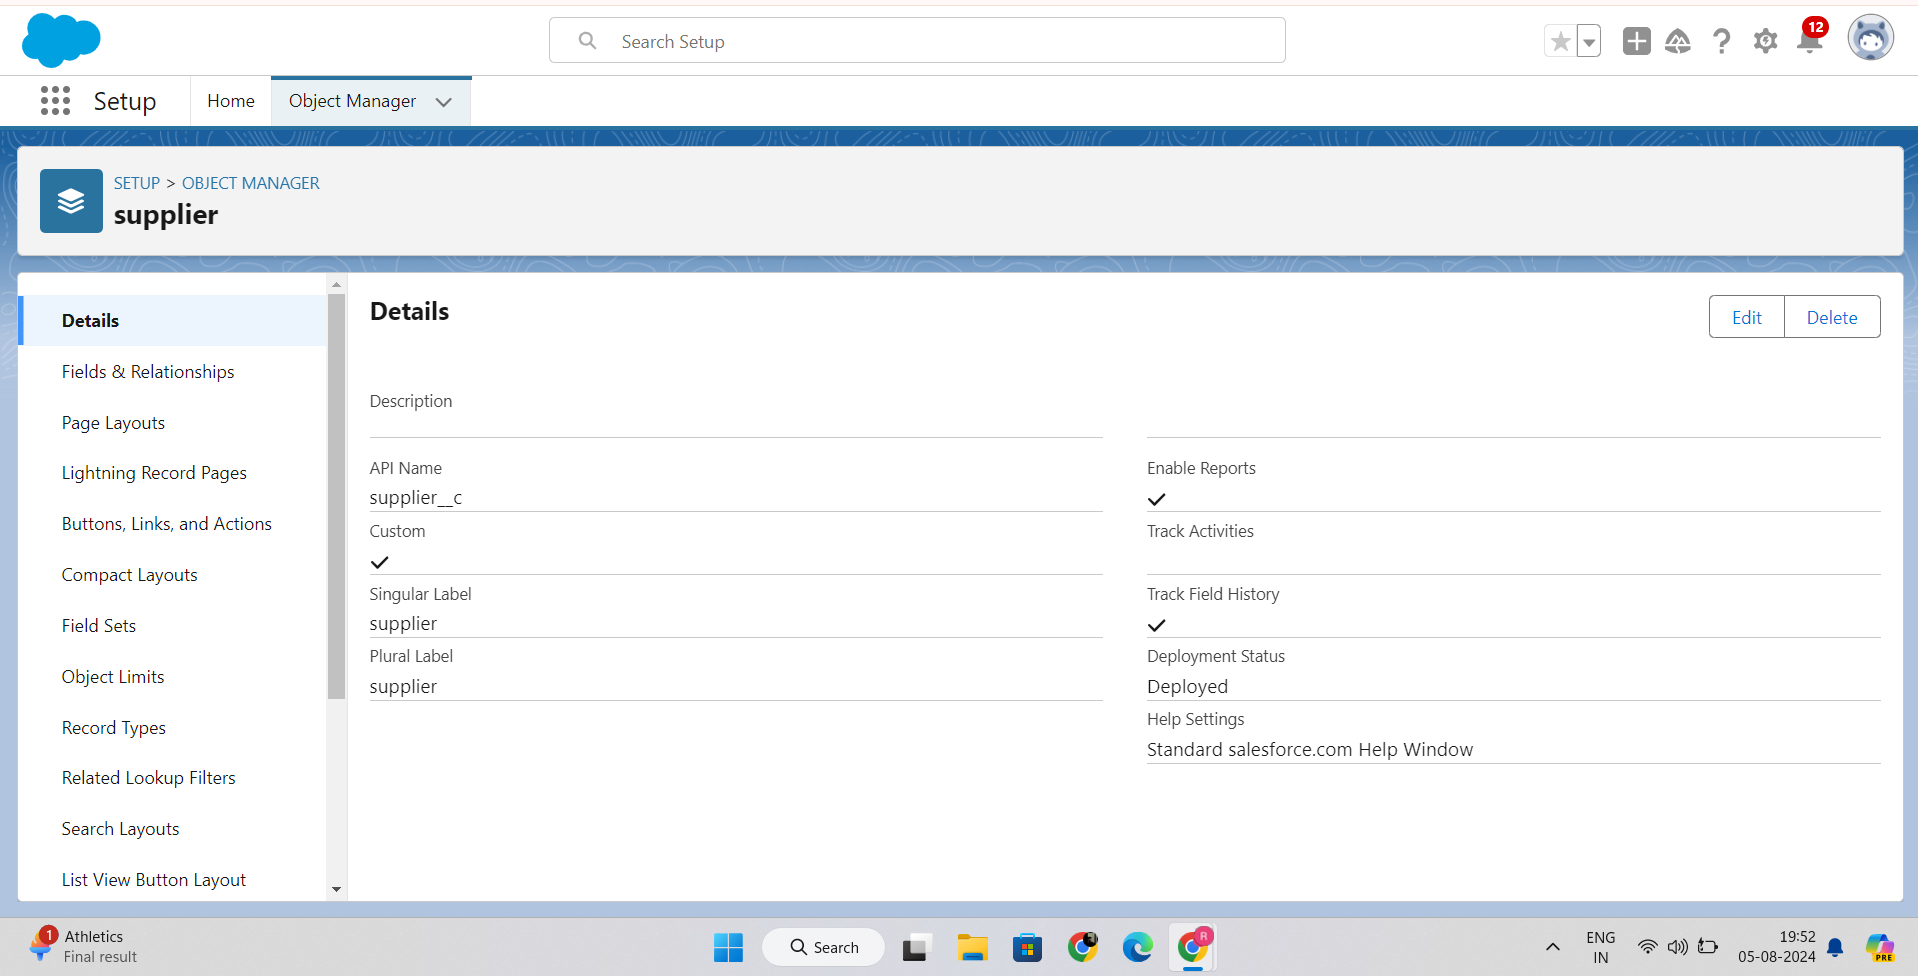 Search Setup
12
Setup
Home
Object Manager
SETUP > OBJECT MANAGER
supplier
Details
Fields & Relationships
Page Layouts
Lightning Record Pages
Buttons, Links, and Actions
Compact Layouts
Field Sets
Object Limits
Record Types
Related Lookup Filters
Search Layouts
List View Button Layout
Details
Edit
Delete
Description
API Name
supplier__c
Custom
Singular Label
supplier
Plural Label
supplier
Enable Reports
Track Activities
Track Field History
Deployment Status
Deployed
Help Settings
Standard salesforce.com Help Window
1
Athletics
Final result
Search
R
ENG
IN
19:52
05-08-2024
PRE